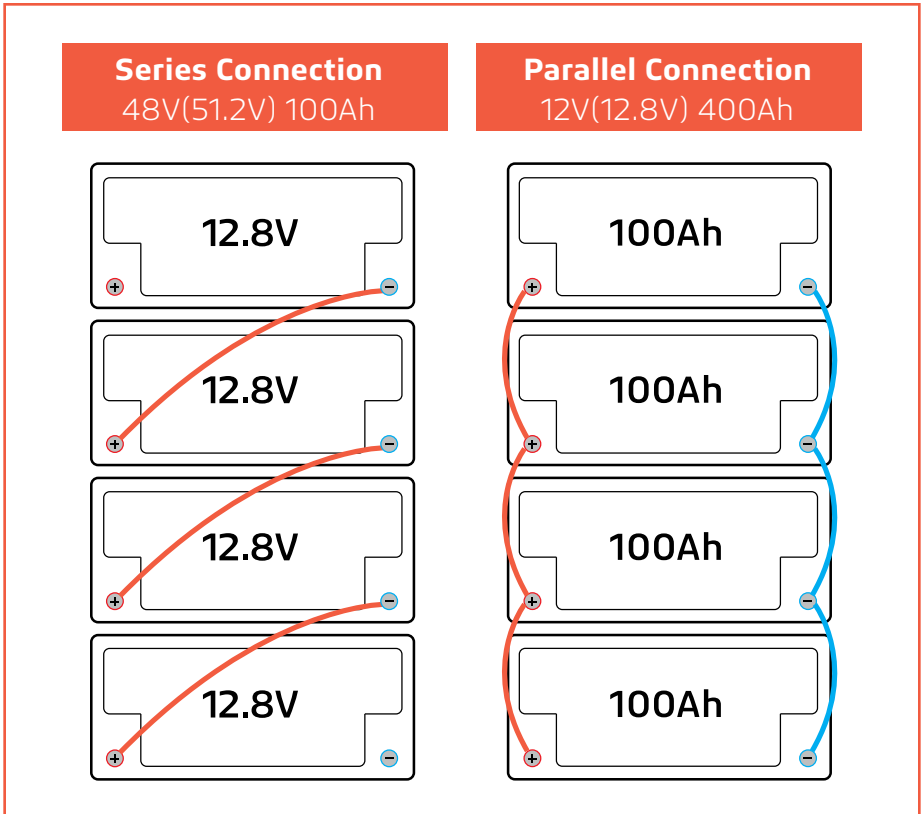 Series Connection
48V(51.2V) 100Ah
12.8V
+
−
12.8V
+
−
12.8V
+
−
12.8V
+
−
Parallel Connection
12V(12.8V) 400Ah
100Ah
+
−
100Ah
+
−
100Ah
+
−
100Ah
+
−